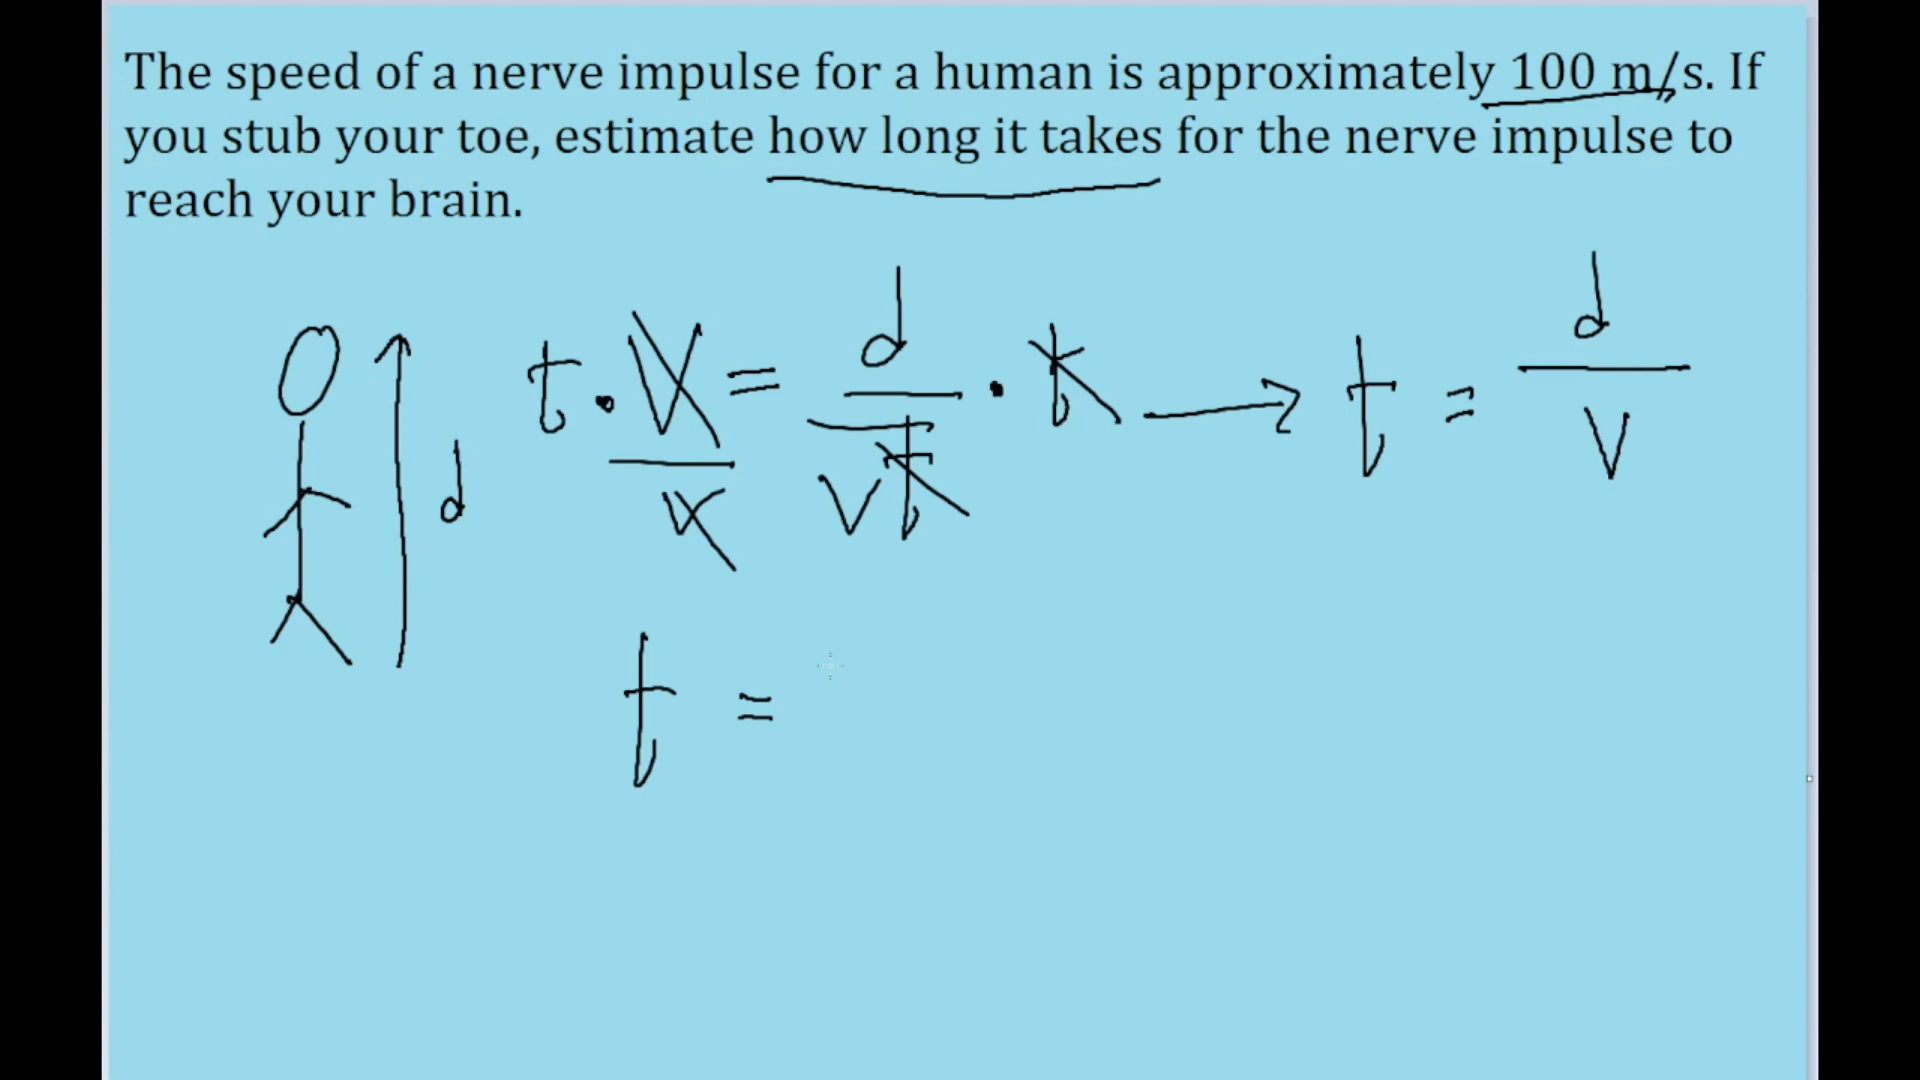 The speed of a nerve impulse for a human is approximately 100 m/s. If
you stub your toe, estimate how long it takes for the nerve impulse to
reach your brain.
d
t · V / V = d / V t · t → t = d / V
t =